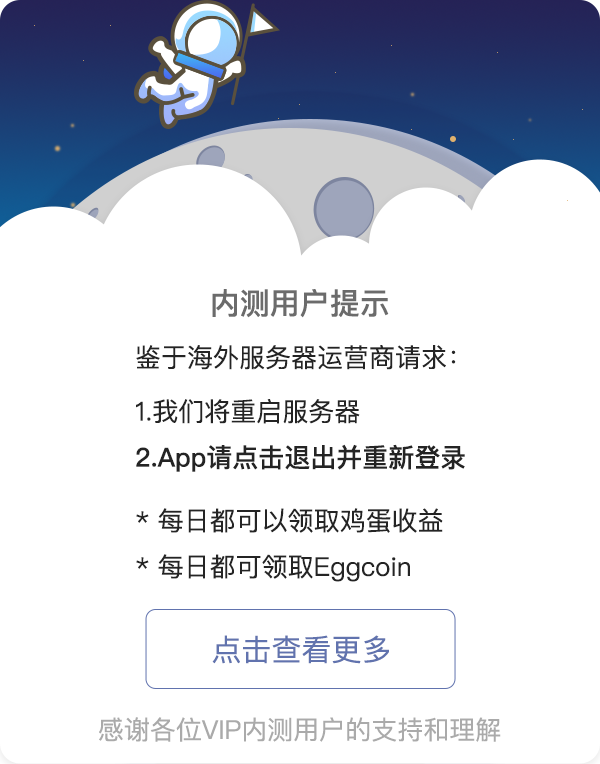 内测用户提示
鉴于海外服务器运营商请求：
1.我们将重启服务器
2.App请点击退出并重新登录
* 每日都可以领取鸡蛋收益
* 每日都可领取Eggcoin
点击查看更多
感谢各位VIP内测用户的支持和理解